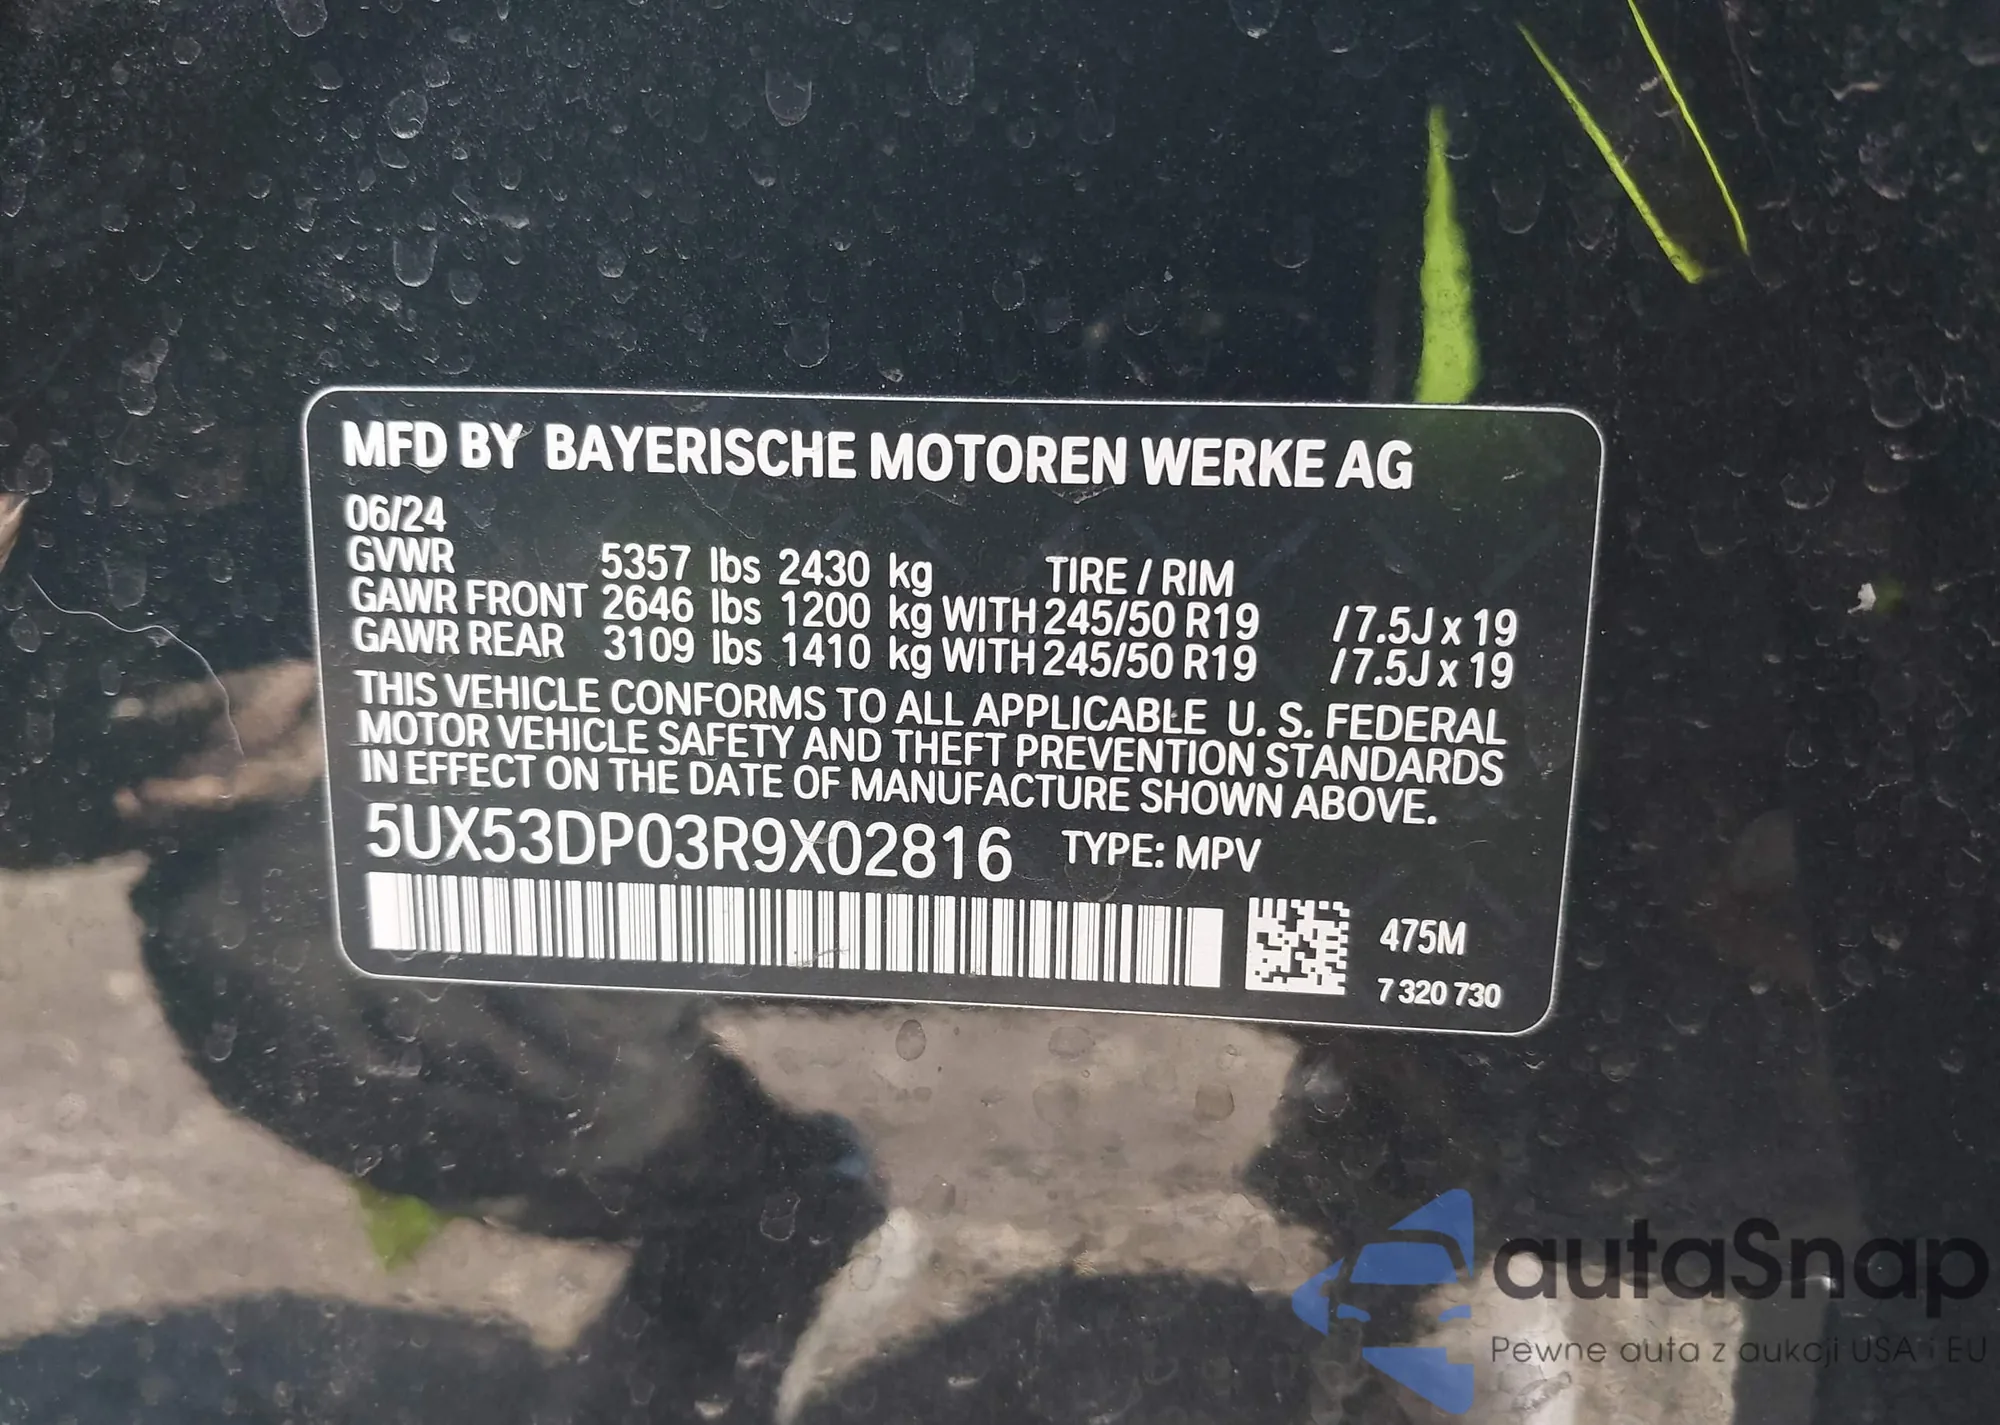 MFD BY BAYERISCHE MOTOREN WERKE AG
06/24
GVWR 5357 lbs 2430 kg TIRE / RIM
GAWR FRONT 2646 lbs 1200 kg WITH 245/50 R19 /7.5J x 19
GAWR REAR 3109 lbs 1410 kg WITH 245/50 R19 /7.5J x 19
THIS VEHICLE CONFORMS TO ALL APPLICABLE U. S. FEDERAL
MOTOR VEHICLE SAFETY AND THEFT PREVENTION STANDARDS
IN EFFECT ON THE DATE OF MANUFACTURE SHOWN ABOVE.
5UX53DP03R9X02816 TYPE: MPV
475M
7 320 730
autaSnap
Pewne auta z aukcji USA i EU